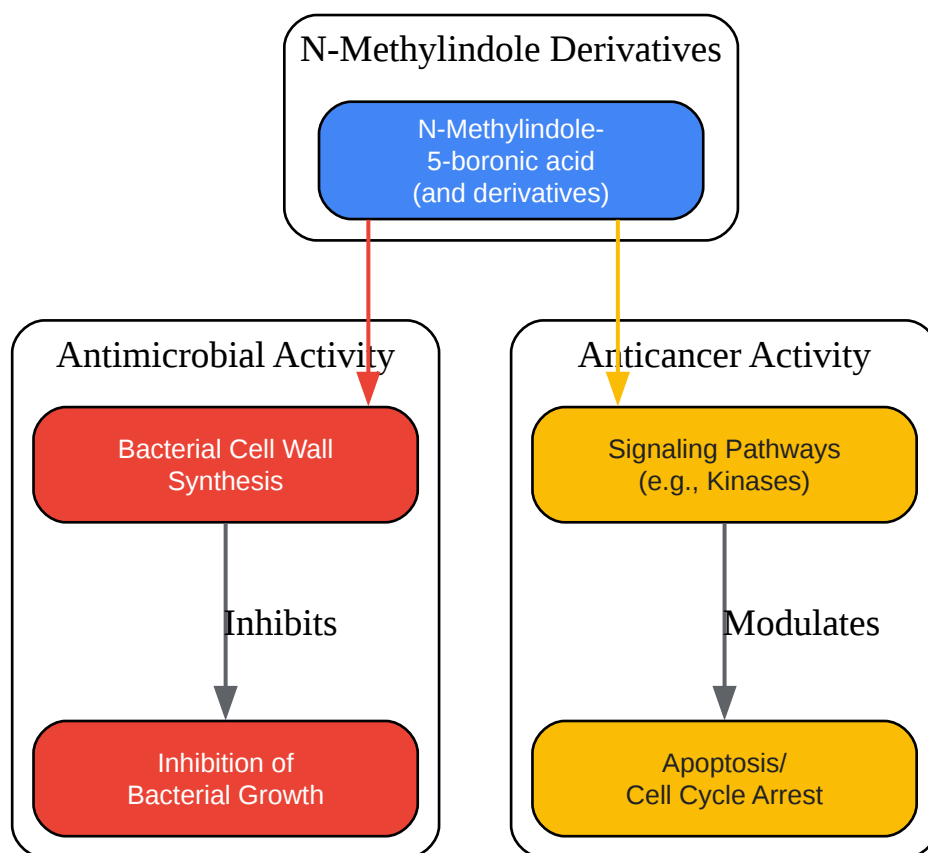 N-Methylindole Derivatives
N-Methylindole-
5-boronic acid
(and derivatives)
Antimicrobial Activity
Bacterial Cell Wall
Synthesis
Inhibits
Inhibition of
Bacterial Growth
Anticancer Activity
Signaling Pathways
(e.g., Kinases)
Modulates
Apoptosis/
Cell Cycle Arrest